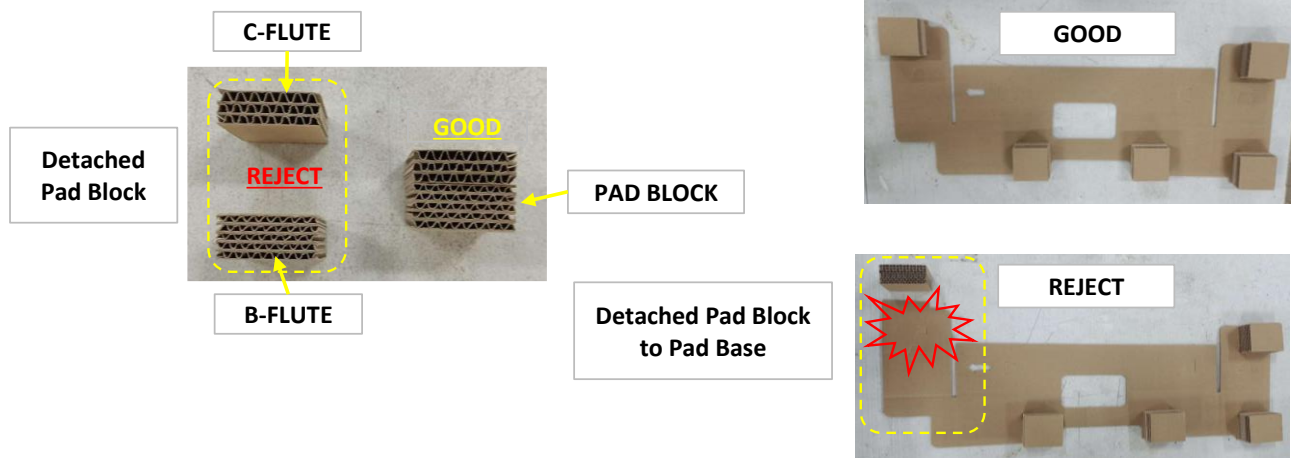 C-FLUTE
GOOD
Detached
Pad Block
GOOD
REJECT
PAD BLOCK
B-FLUTE
REJECT
Detached Pad Block
to Pad Base